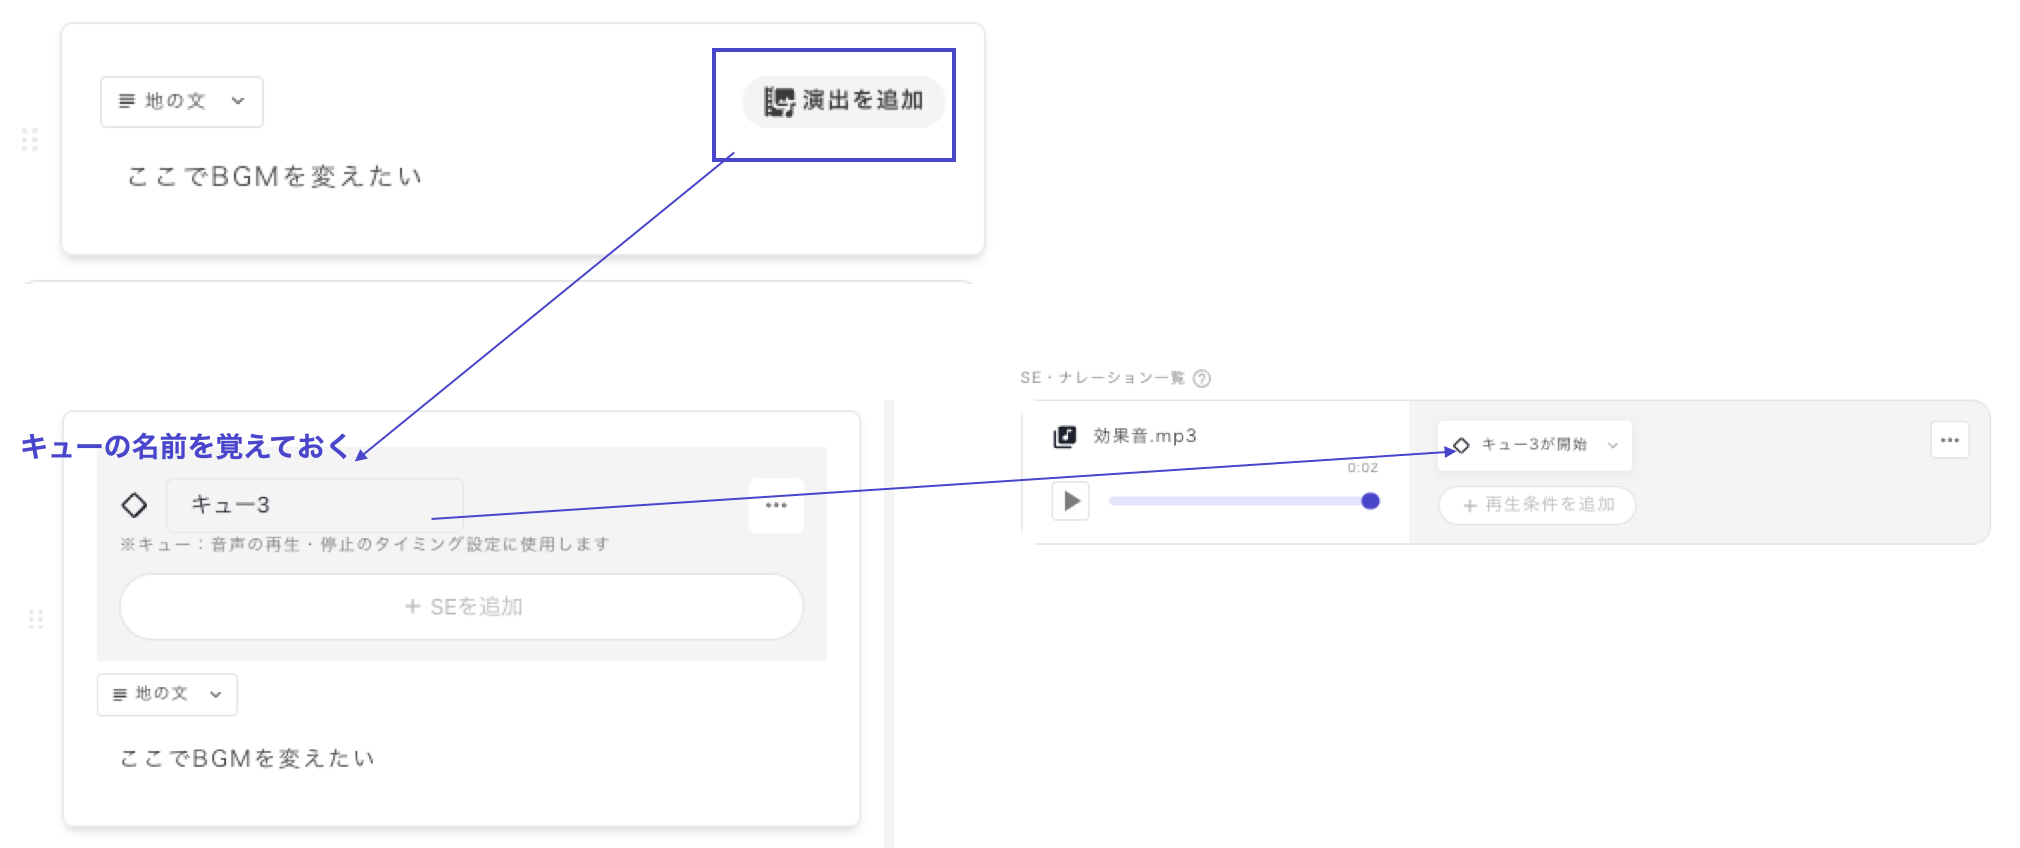 地の文
演出を追加
ここでBGMを変えたい
キューの名前を覚えておく
キュー3
※キュー：音声の再生・停止のタイミング設定に使用します
+ SEを追加
地の文
ここでBGMを変えたい
SE・ナレーション一覧 ?
効果音.mp3
0:02
キュー3が開始
+ 再生条件を追加